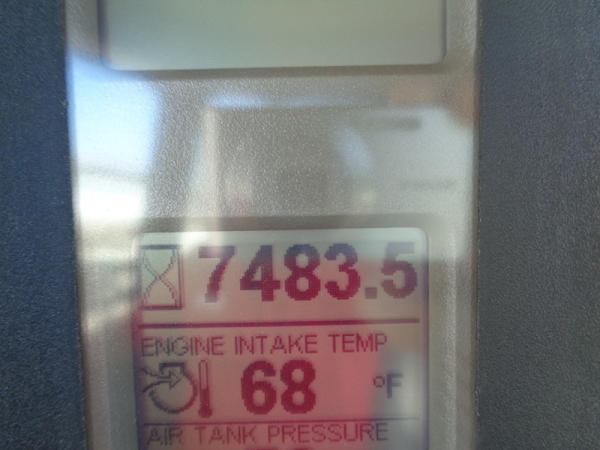 7483.5
ENGINE INTAKE TEMP
68 °F
AIR TANK PRESSURE